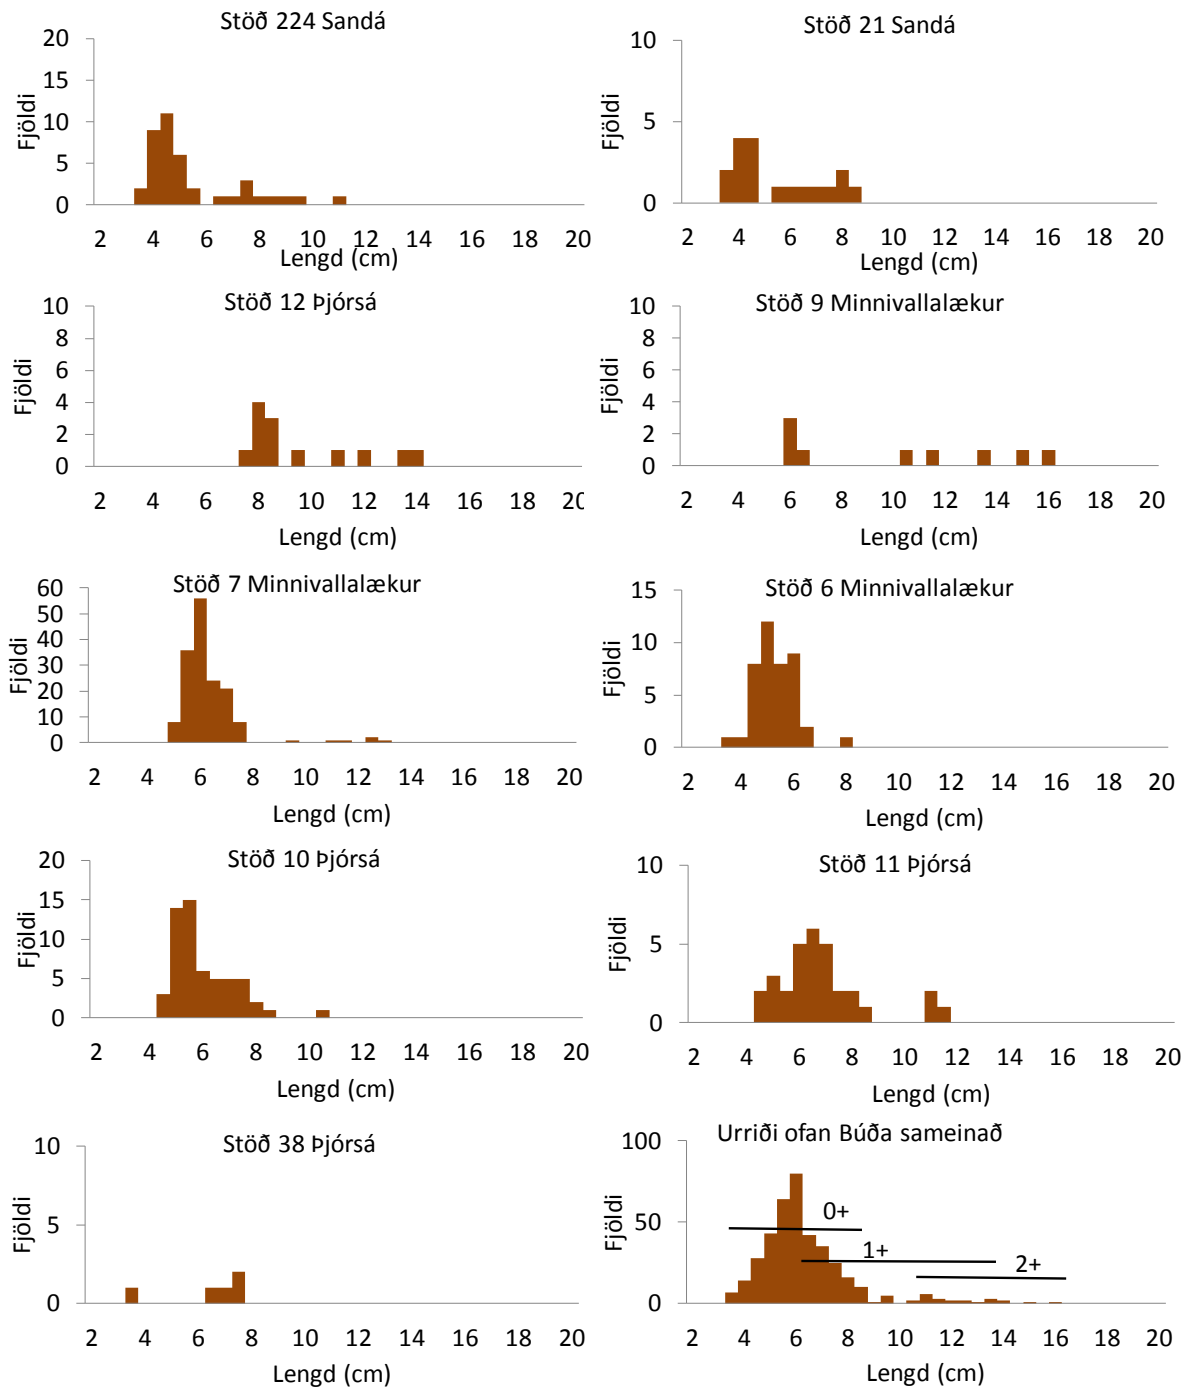 Stöð 224 Sandá
20
15
10
5
0
Fjöldi
2 4 6 8 10 12 14 16 18 20
Lengd (cm)
Stöð 21 Sandá
10
5
0
Fjöldi
2 4 6 8 10 12 14 16 18 20
Lengd (cm)
Stöð 12 Þjórsá
10
8
6
4
2
0
Fjöldi
2 4 6 8 10 12 14 16 18 20
Lengd (cm)
Stöð 9 Minnivallalækur
10
8
6
4
2
0
Fjöldi
2 4 6 8 10 12 14 16 18 20
Lengd (cm)
Stöð 7 Minnivallalækur
60
50
40
30
20
10
0
Fjöldi
2 4 6 8 10 12 14 16 18 20
Lengd (cm)
Stöð 6 Minnivallalækur
15
10
5
0
Fjöldi
2 4 6 8 10 12 14 16 18 20
Lengd (cm)
Stöð 10 Þjórsá
20
15
10
5
0
Fjöldi
2 4 6 8 10 12 14 16 18 20
Lengd (cm)
Stöð 11 Þjórsá
10
5
0
Fjöldi
2 4 6 8 10 12 14 16 18 20
Lengd (cm)
Stöð 38 Þjórsá
10
5
0
Fjöldi
2 4 6 8 10 12 14 16 18 20
Lengd (cm)
Urriði ofan Búða sameinað
100
50
0
Fjöldi
0+
1+
2+
2 4 6 8 10 12 14 16 18 20
Lengd (cm)